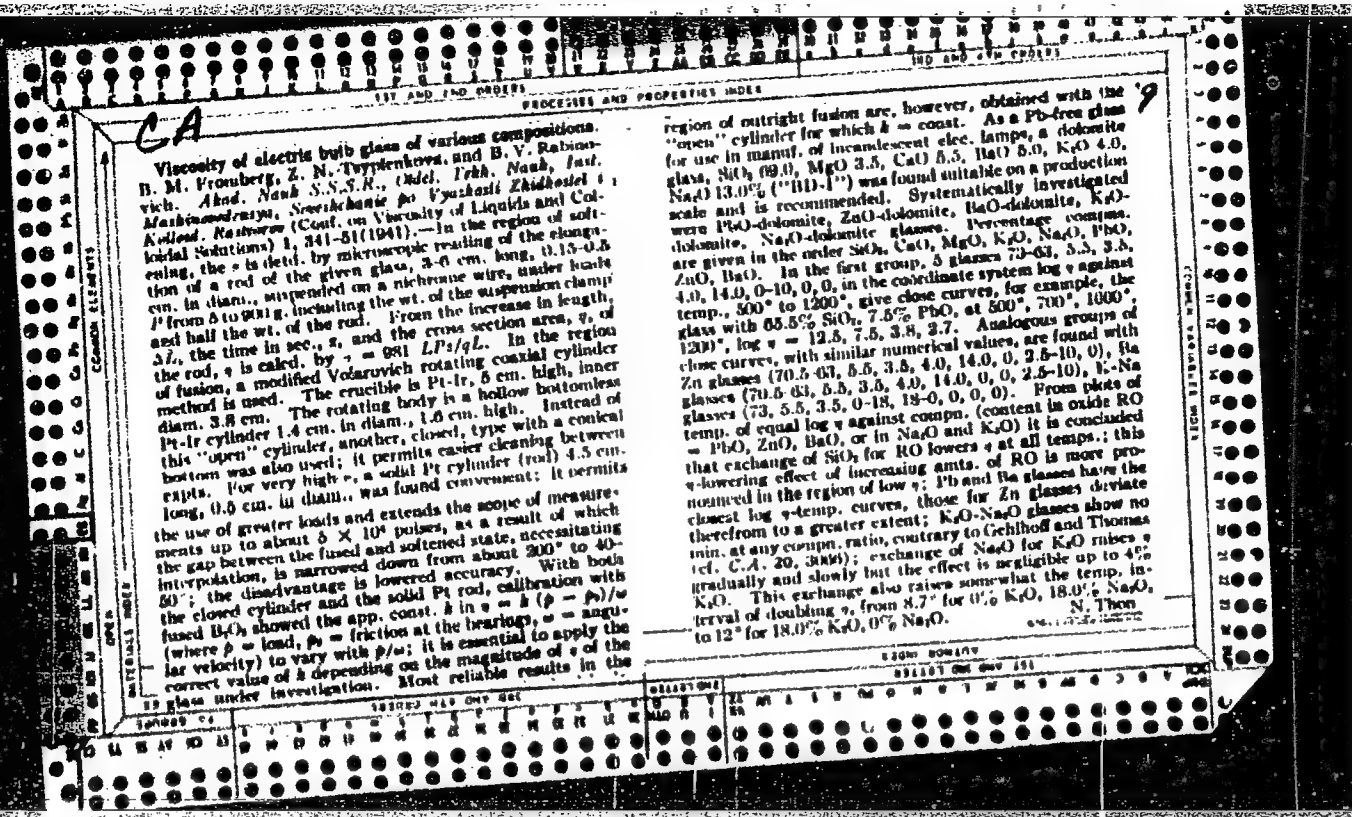 CA
1ST AND 2ND ORDERS
PROCESSES AND PROPERTIES INDEX
3RD AND 4TH ORDERS
9
Viscosity of electric bulb glass of various compositions.
B. M. Fromberg, Z. N. and B. V. Rabinovich.
Akad. Nauk S.S.S.R., Otdel. Tekh. Nauk, Inst.
Mashinovedeniya, Soveshchanie po Vyazkosti Zhidkostei i
Kolloid. Rastvorov (Conf. on Viscosity of Liquids and Col-
loidal Solutions) 1, 341-51(1941).—In the region of soft-
ening, the η is detd. by microscopic reading of the elonga-
tion of a rod of the given glass, 3-6 cm. long, 0.15-0.5
cm. in diam., suspended on a nichrome wire, under loads
P from 5 to 900 g. including the wt. of the suspension clamp
and half the wt. of the rod. From the increase in length,
the time in sec., s, and the cross section area, q, of
the rod, η is calcd. by η = 981 LPs/qL. In the region
of fusion, a modified Volarovich rotating coaxial cylinder
method is used. The crucible is Pt-Ir, 5 cm. high, inner
diam. 3.8 cm. The rotating body is a hollow bottomless
Pt-Ir cylinder 1.4 cm. in diam., 1.6 cm. high. Instead of
this "open" cylinder, another, closed, type with a conical
bottom was also used; it permits easier cleaning between
expts. For very high η, a solid Pt cylinder (rod) 4.5 cm.
long, 0.5 cm. in diam., was found convenient; it permits
the use of greater loads and extends the scope of measure-
ments up to about 5 × 10⁶ poises, as a result of which
the gap between the fused and softened state, necessitating
interpolation, is narrowed down from about 200° to 40-
50°; the disadvantage is lowered accuracy. With both
the closed cylinder and the solid Pt rod, calibration with
fused B₂O₃ showed the app. const. k in η = k (p − p₀)/ω
(where p = load, p₀ = friction at the bearings, ω = angu-
lar velocity) to vary with p/ω; it is essential to apply the
correct value of k depending on the magnitude of η of the
glass under investigation. Most reliable results in the
region of outright fusion are, however, obtained with the
"open" cylinder for which k = const. As a Pb-free glass
for use in manuf. of incandescent elec. lamps, a dolomite
glass, SiO₂ 69.0, MgO 3.5, CaO 5.5, BaO 5.0, K₂O 4.0,
Na₂O 13.0% ("BD-1") was found suitable on a production
scale and is recommended. Systematically investigated
were PbO-dolomite, ZnO-dolomite, BaO-dolomite, K₂O-
dolomite, Na₂O-dolomite glasses. Percentage compns.
are given in the order SiO₂, CaO, MgO, K₂O, Na₂O, PbO,
ZnO, BaO. In the first group, 5 glasses 73-63, 5.5, 3.5,
4.0, 14.0, 0-10, 0, 0, in the coordinate system log η against
temp., 500° to 1200°, give close curves, for example, the
glass with 65.5% SiO₂, 7.5% PbO, at 500°, 700°, 1000°,
1200°, log η = 12.5, 7.5, 3.8, 2.7. Analogous groups of
close curves, with similar numerical values, are found with
Zn glasses (70.5-63, 5.5, 3.5, 4.0, 14.0, 0, 2.5-10, 0), Ba
glasses (70.5-63, 5.5, 3.5, 4.0, 14.0, 0, 0, 2.5-10), K-Na
glasses (73, 5.5, 3.5, 0-18, 18-0, 0, 0, 0). From plots of
temp. of equal log η against compn. (content in oxide RO
= PbO, ZnO, BaO, or in Na₂O and K₂O) it is concluded
that exchange of SiO₂ for RO lowers η at all temps.; this
η-lowering effect of increasing amts. of RO is more pro-
nounced in the region of low η; Pb and Ba glasses have the
closest log η-temp. curves, those for Zn glasses deviate
therefrom to a greater extent; K₂O-Na₂O glasses show no
min. at any compn. ratio, contrary to Gehlhoff and Thomas
(cf. C.A. 20, 3066); exchange of Na₂O for K₂O raises η
gradually and slowly but the effect is negligible up to 4%
K₂O. This exchange also raises somewhat the temp. in-
terval of doubling η, from 8.7° for 0% K₂O, 18.0% Na₂O,
to 12° for 18.0% K₂O, 0% Na₂O.
N. Thon
COMMON ELEMENTS
OPEN
MATERIALS INDEX